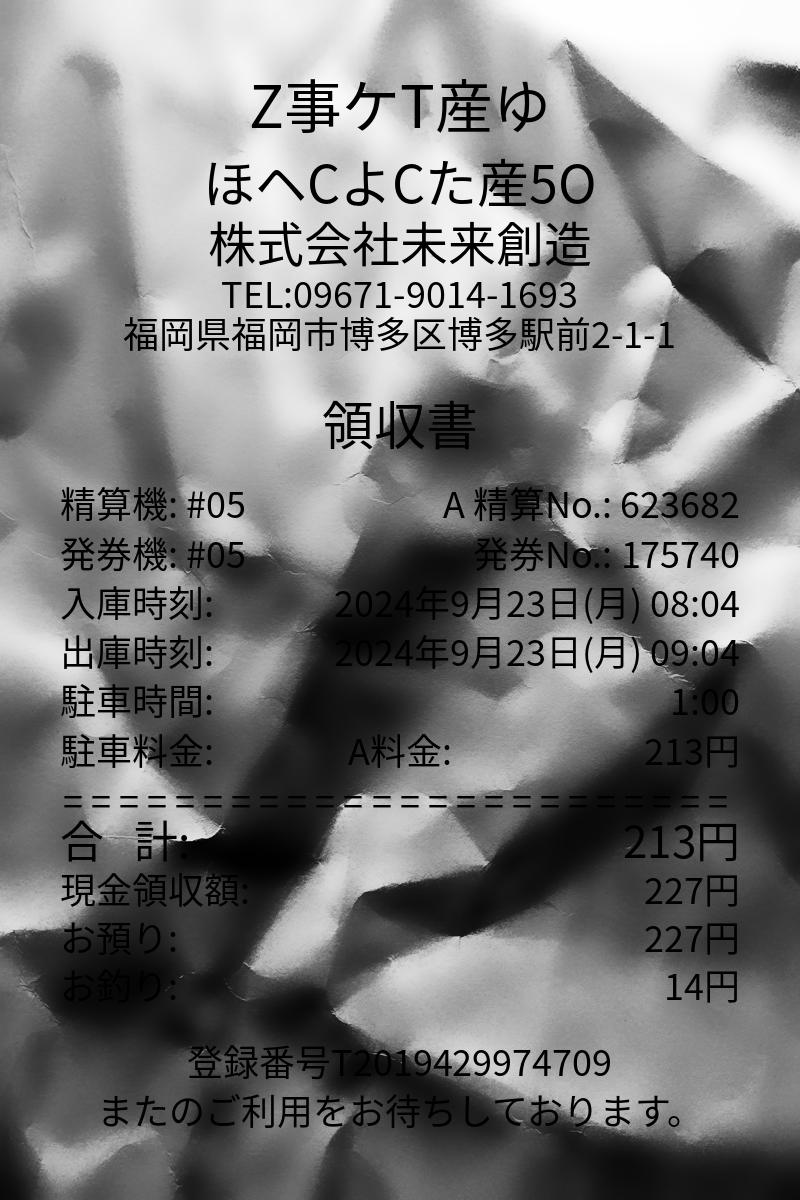 Z事ケT産ゆ
ほヘCよCた産5O
株式会社未来創造
TEL:09671-9014-1693
福岡県福岡市博多区博多駅前2-1-1
領収書
精算機: #05 A 精算No.: 623682
発券機: #05 発券No.: 175740
入庫時刻: 2024年9月23日(月) 08:04
出庫時刻: 2024年9月23日(月) 09:04
駐車時間: 1:00
駐車料金: A料金: 213円
========================
合 計: 213円
現金領収額: 227円
お預り: 227円
お釣り: 14円
登録番号T2019429974709
またのご利用をお待ちしております。